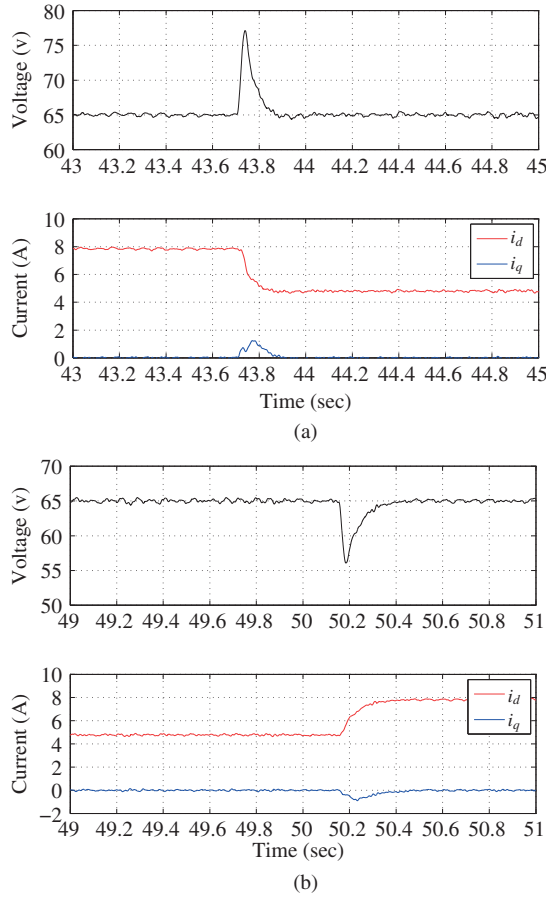 80
75
70
65
60
Voltage (v)
43 43.2 43.4 43.6 43.8 44 44.2 44.4 44.6 44.8 45
10
8
6
4
2
0
Current (A)
i_d
i_q
43 43.2 43.4 43.6 43.8 44 44.2 44.4 44.6 44.8 45
Time (sec)
(a)
70
65
60
55
50
Voltage (v)
49 49.2 49.4 49.6 49.8 50 50.2 50.4 50.6 50.8 51
10
8
6
4
2
0
−2
Current (A)
i_d
i_q
49 49.2 49.4 49.6 49.8 50 50.2 50.4 50.6 50.8 51
Time (sec)
(b)